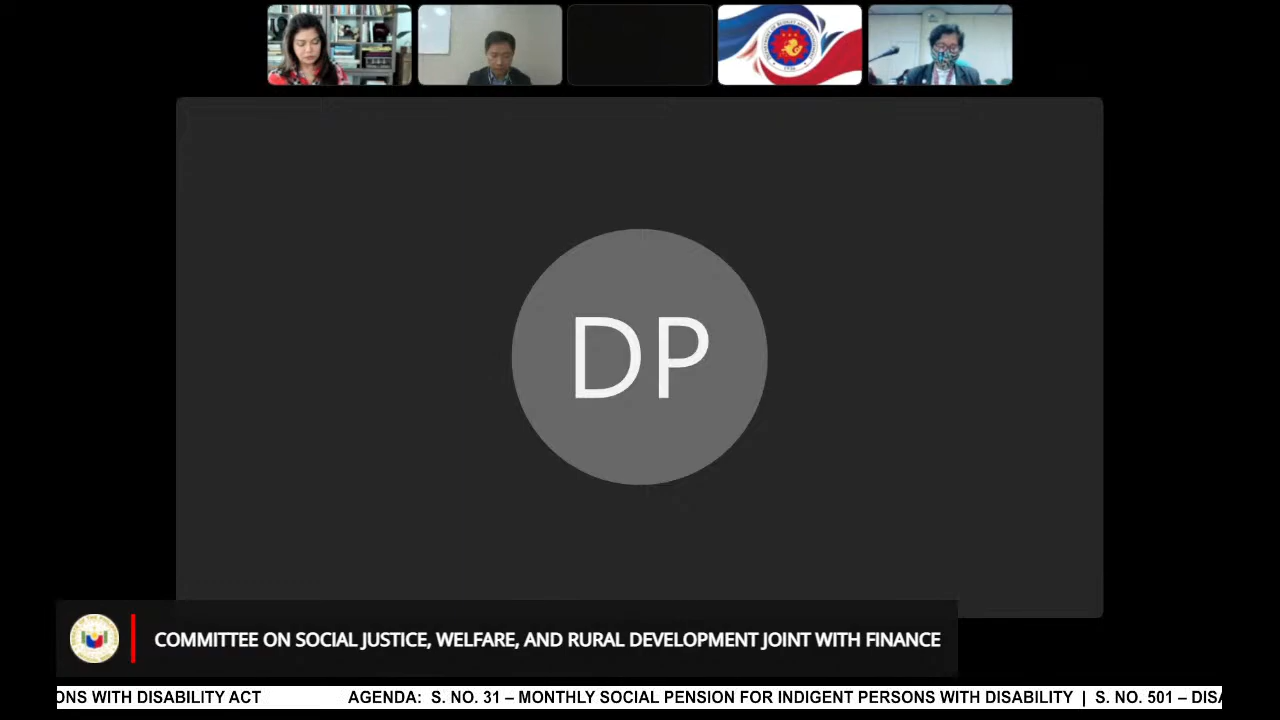 DP
COMMITTEE ON SOCIAL JUSTICE, WELFARE, AND RURAL DEVELOPMENT JOINT WITH FINANCE
ONS WITH DISABILITY ACT AGENDA: S. NO. 31 – MONTHLY SOCIAL PENSION FOR INDIGENT PERSONS WITH DISABILITY | S. NO. 501 – DISA